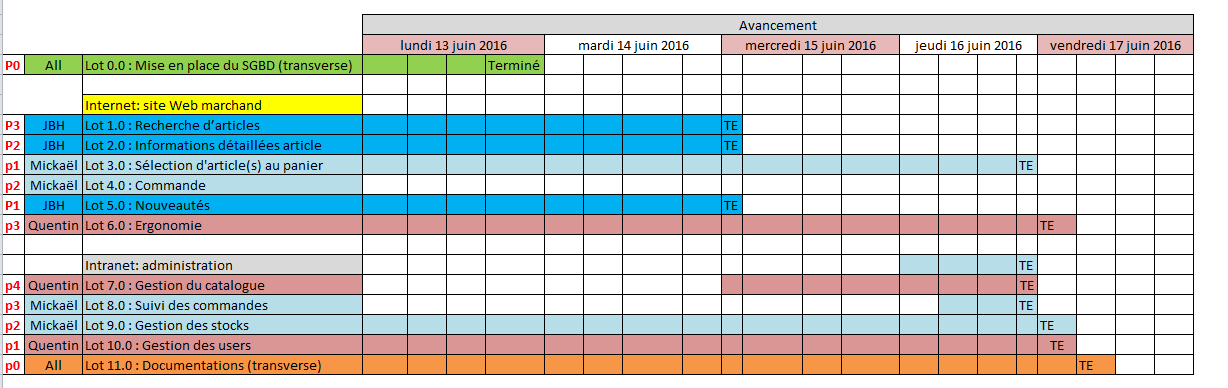 Avancement
lundi 13 juin 2016 mardi 14 juin 2016 mercredi 15 juin 2016 jeudi 16 juin 2016 vendredi 17 juin 2016
P0 All Lot 0.0 : Mise en place du SGBD (transverse) Terminé
Internet: site Web marchand
P3 JBH Lot 1.0 : Recherche d’articles TE
P2 JBH Lot 2.0 : Informations détaillées article TE
p1 Mickaël Lot 3.0 : Sélection d'article(s) au panier TE
p2 Mickaël Lot 4.0 : Commande
P1 JBH Lot 5.0 : Nouveautés TE
p3 Quentin Lot 6.0 : Ergonomie TE
Intranet: administration TE
p4 Quentin Lot 7.0 : Gestion du catalogue TE
p3 Mickaël Lot 8.0 : Suivi des commandes TE
p2 Mickaël Lot 9.0 : Gestion des stocks TE
p1 Quentin Lot 10.0 : Gestion des users TE
p0 All Lot 11.0 : Documentations (transverse) TE